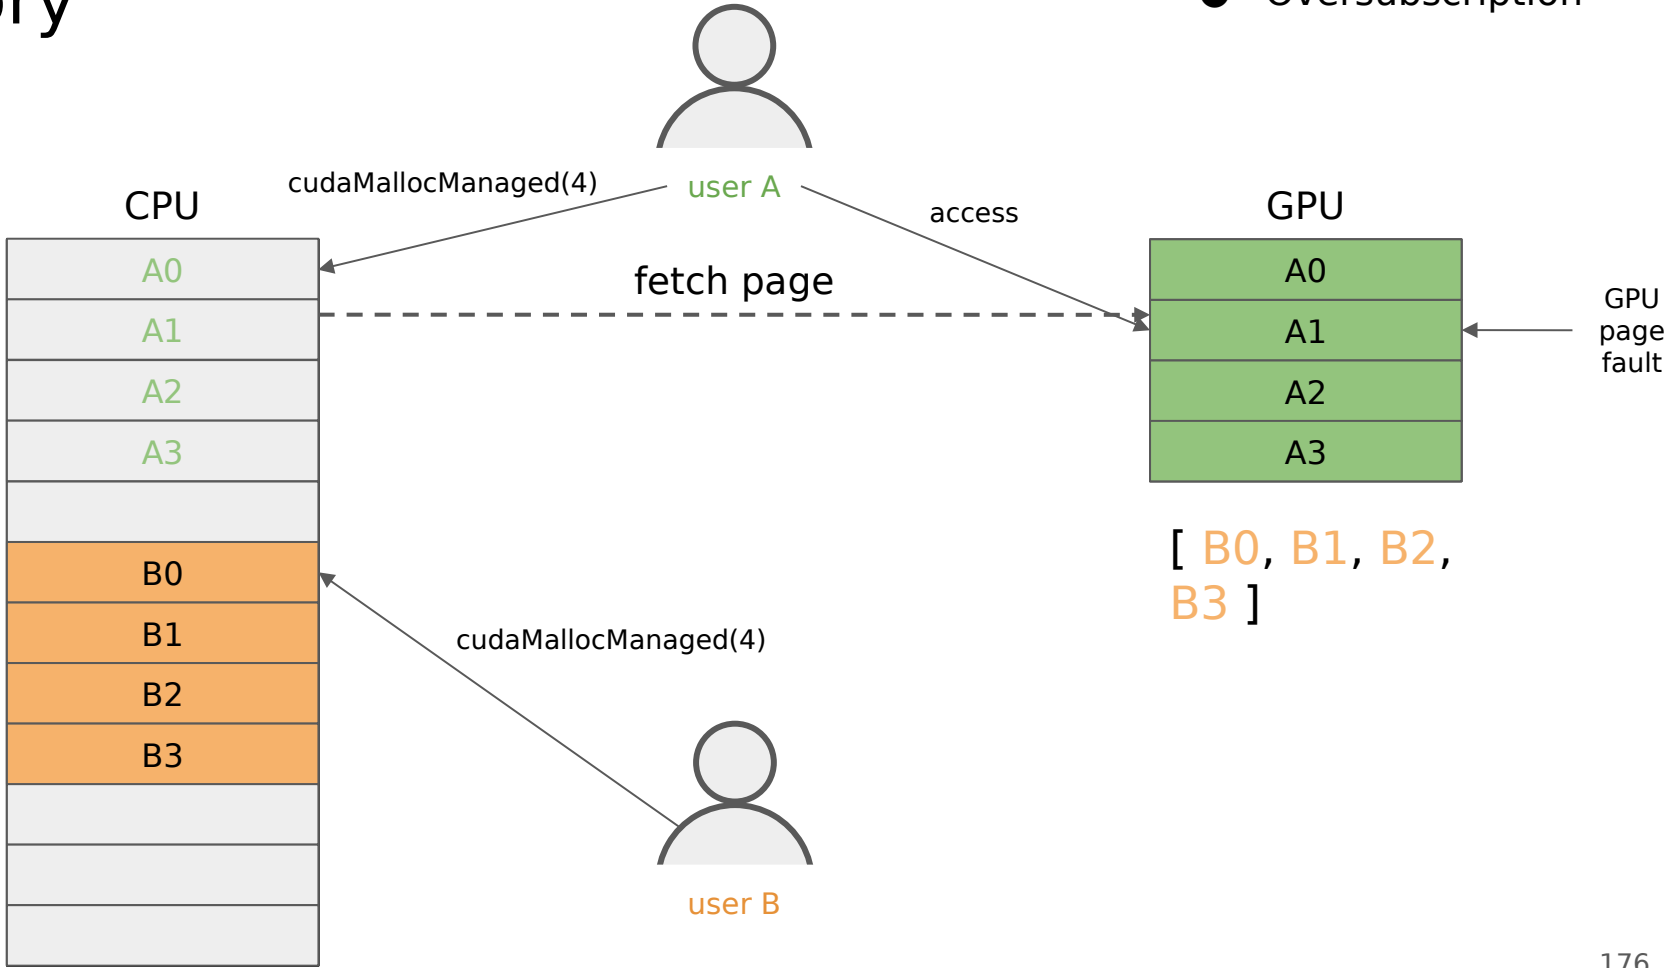 cudaMallocManaged(4)
user A
access
CPU
GPU
A0
A1
A2
A3
B0
B1
B2
B3
fetch page
A0
A1
A2
A3
GPU
page
fault
[ B0, B1, B2,
B3 ]
cudaMallocManaged(4)
user B